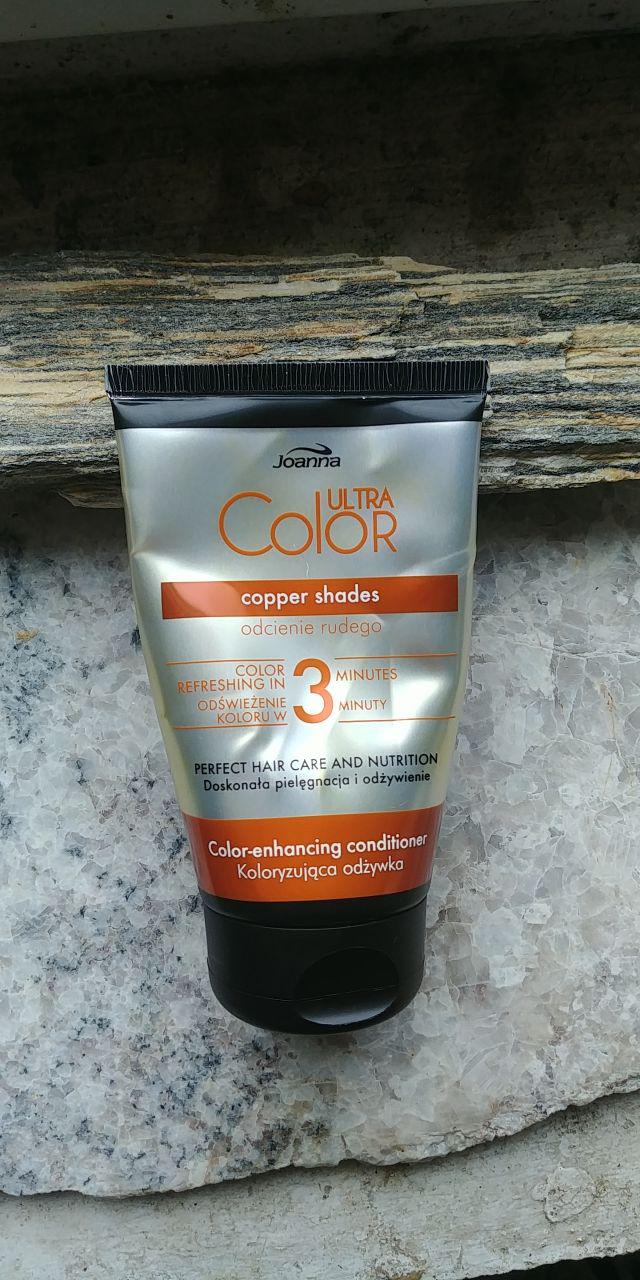 Joanna
ULTRA
Color
copper shades
odcienie rudego
COLOR
REFRESHING IN
ODŚWIEŻENIE
KOLORU W
3
MINUTES
MINUTY
PERFECT HAIR CARE AND NUTRITION
Doskonała pielęgnacja i odżywienie
Color-enhancing conditioner
Koloryzująca odżywka